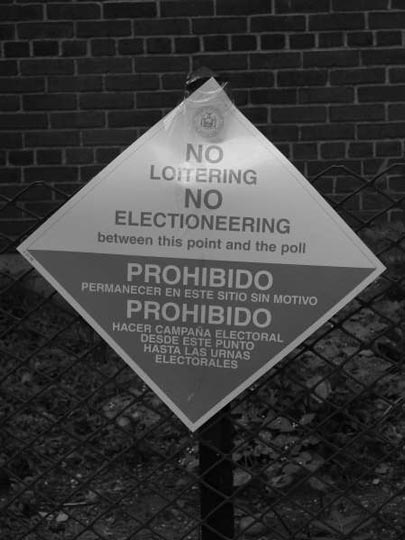 NO
LOITERING
NO
ELECTIONEERING
between this point and the poll
PROHIBIDO
PERMANECER EN ESTE SITIO SIN MOTIVO
PROHIBIDO
HACER CAMPAÑA ELECTORAL
DESDE ESTE PUNTO
HASTA LAS URNAS
ELECTORALES